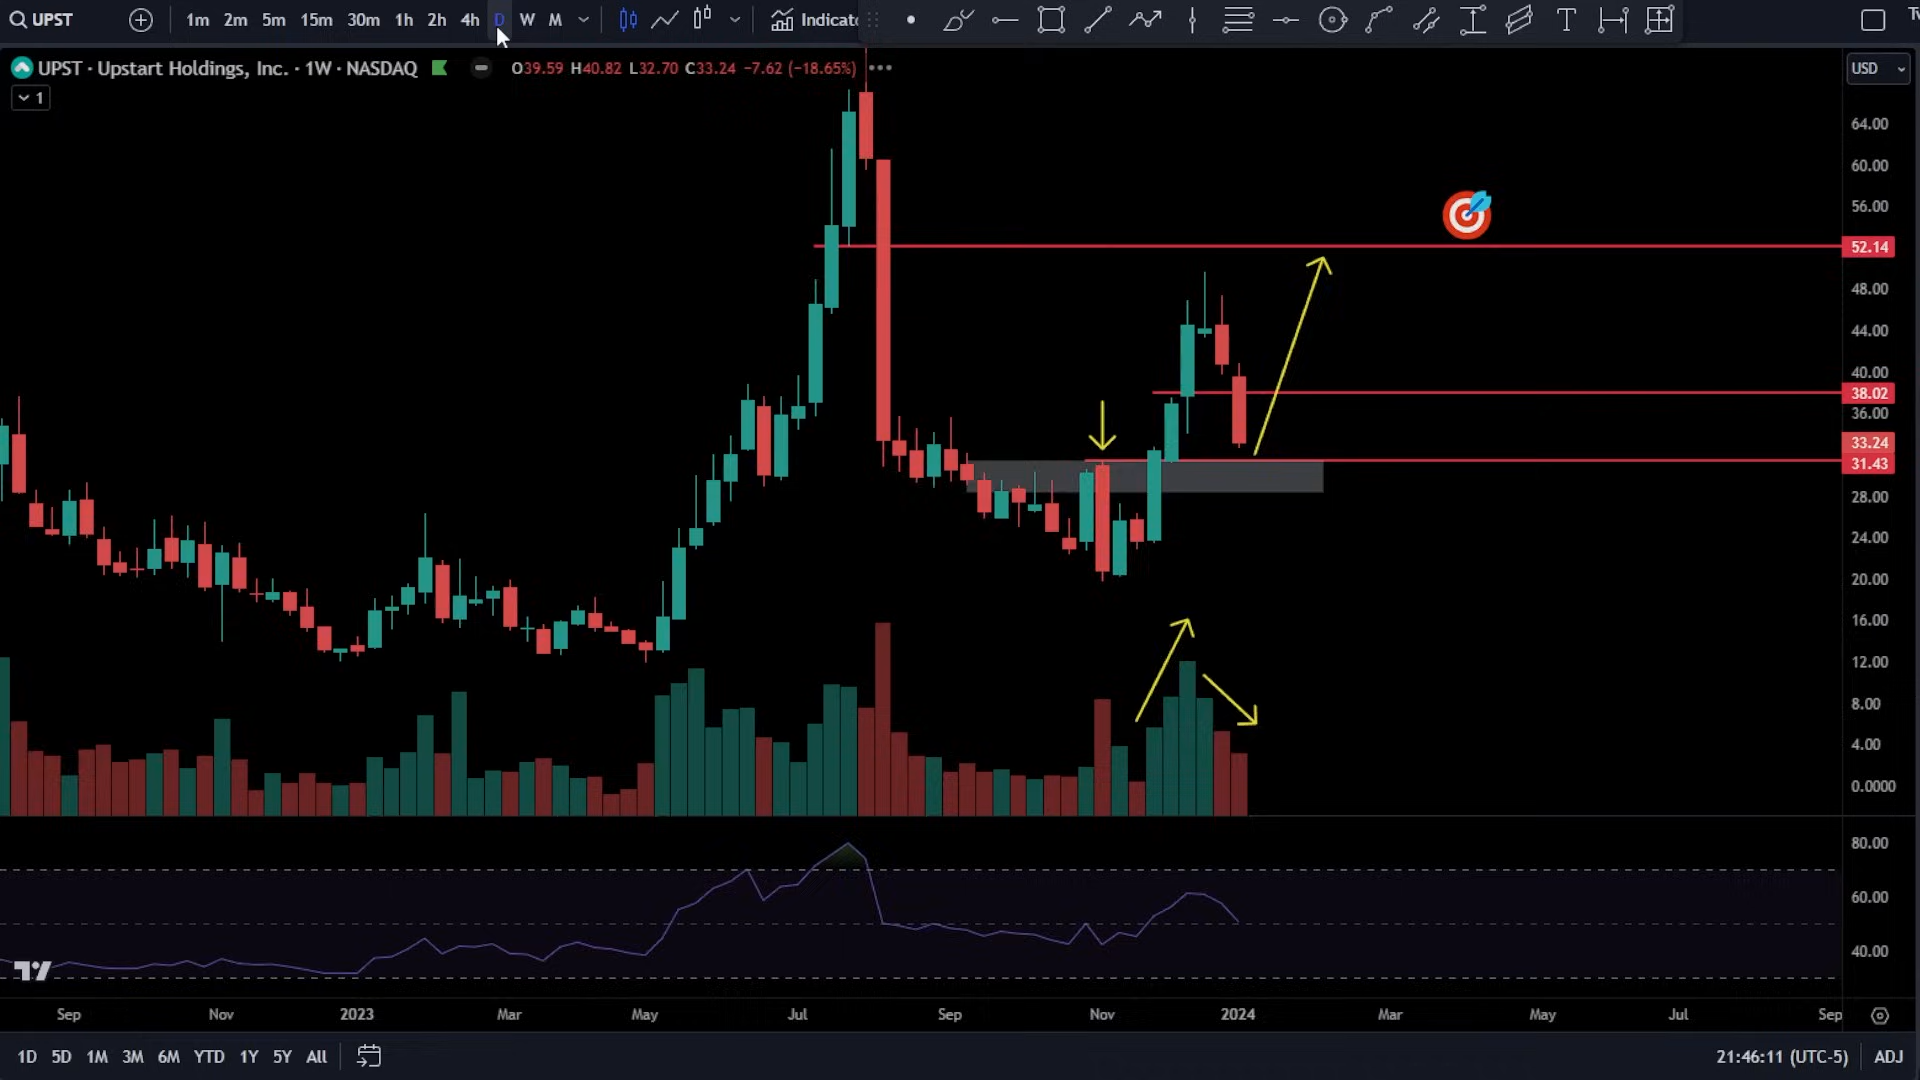 UPST
1m 2m 5m 15m 30m 1h 2h 4h D W M
Indicato
UPST · Upstart Holdings, Inc. · 1W · NASDAQ
O39.59 H40.82 L32.70 C33.24 −7.62 (−18.65%)
USD
1
64.00
60.00
56.00
52.14
48.00
44.00
40.00
38.02
36.00
33.24
31.43
28.00
24.00
20.00
16.00
12.00
8.00
4.00
0.0000
80.00
60.00
40.00
Sep Nov 2023 Mar May Jul Sep Nov 2024 Mar May Jul Sep
1D 5D 1M 3M 6M YTD 1Y 5Y All
21:46:11 (UTC-5) ADJ